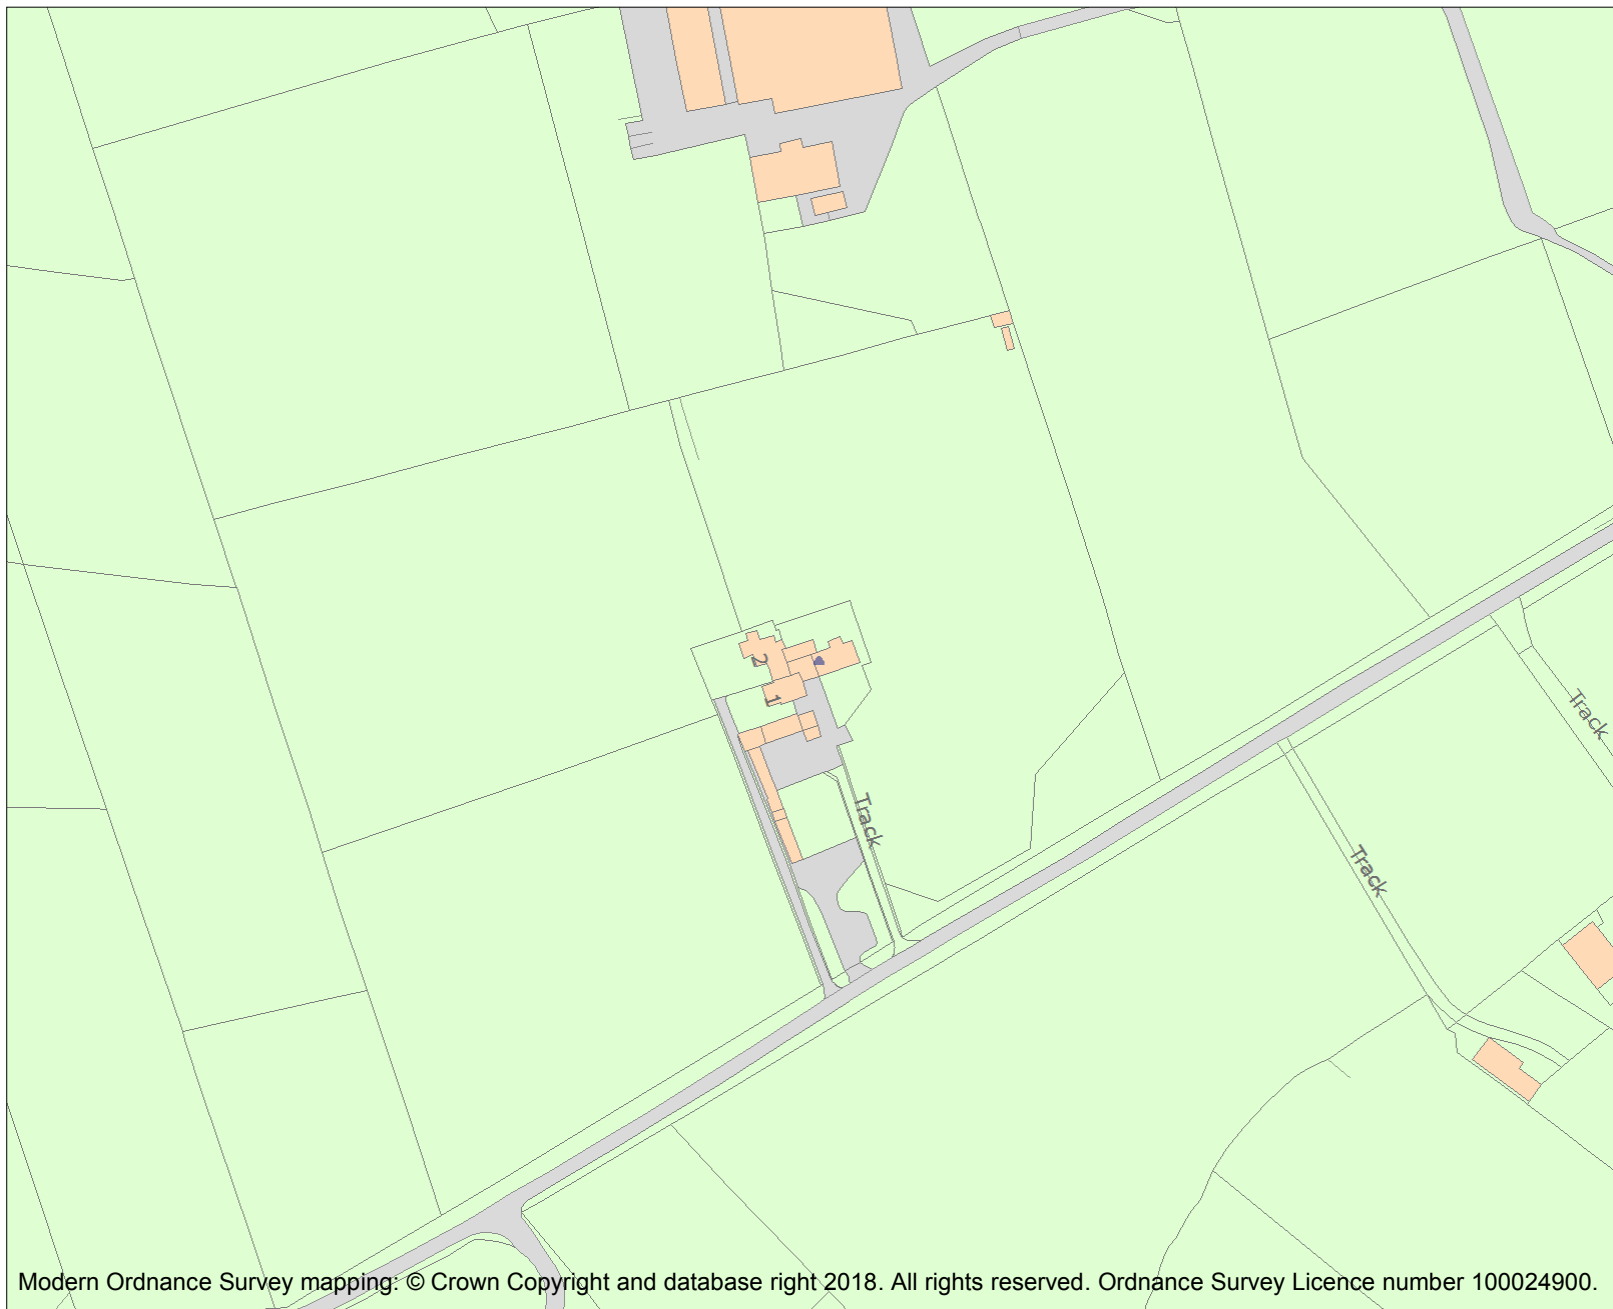 2
1
Track
Track
Track
Modern Ordnance Survey mapping: © Crown Copyright and database right 2018. All rights reserved. Ordnance Survey Licence number 100024900.